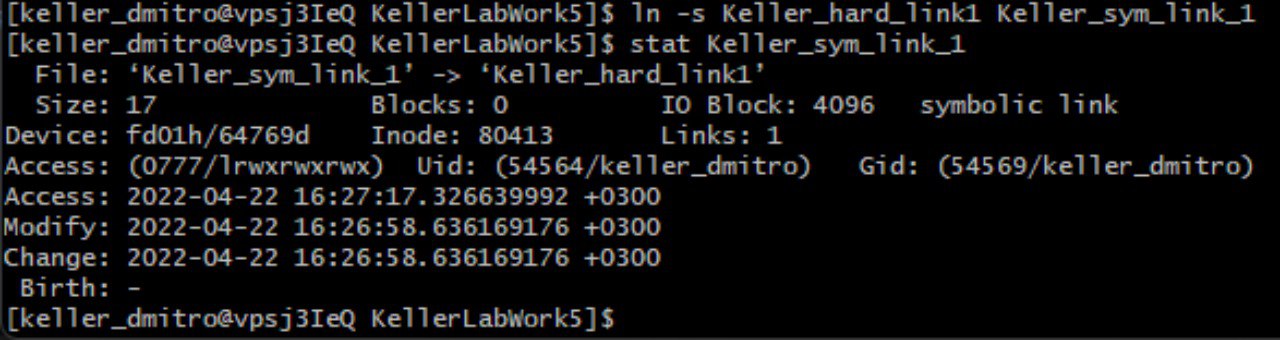 [keller_dmitro@vpsj3IeQ KellerLabWork5]$ ln -s Keller_hard_link1 Keller_sym_link_1
[keller_dmitro@vpsj3IeQ KellerLabWork5]$ stat Keller_sym_link_1
  File: ‘Keller_sym_link_1’ -> ‘Keller_hard_link1’
  Size: 17              Blocks: 0          IO Block: 4096   symbolic link
Device: fd01h/64769d    Inode: 80413       Links: 1
Access: (0777/lrwxrwxrwx)  Uid: (54564/keller_dmitro)   Gid: (54569/keller_dmitro)
Access: 2022-04-22 16:27:17.326639992 +0300
Modify: 2022-04-22 16:26:58.636169176 +0300
Change: 2022-04-22 16:26:58.636169176 +0300
 Birth: -
[keller_dmitro@vpsj3IeQ KellerLabWork5]$